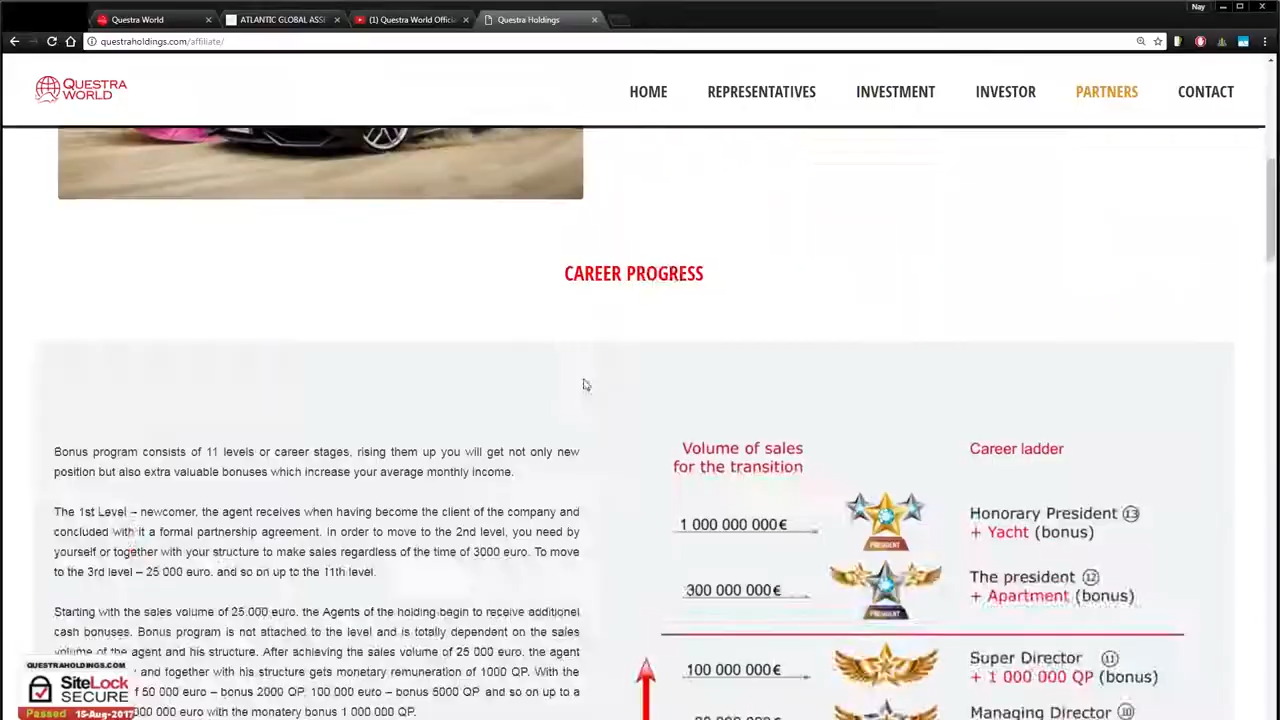 Nay
Questra World
ATLANTIC GLOBAL ASSE
(1) Questra World Offici
Questra Holdings
questraholdings.com/affiliate/
QUESTRA
WORLD
HOME
REPRESENTATIVES
INVESTMENT
INVESTOR
PARTNERS
CONTACT
CAREER PROGRESS
Bonus program consists of 11 levels or career stages, rising them up you will get not only new
position but also extra valuable bonuses which increase your average monthly income.
The 1st Level – newcomer, the agent receives when having become the client of the company and
concluded with it a formal partnership agreement. In order to move to the 2nd level, you need by
yourself or together with your structure to make sales regardless of the time of 3000 euro. To move
to the 3rd level – 25 000 euro. and so on up to the 11th level.
Starting with the sales volume of 25.000 euro. the Agents of the holding begin to receive additional
cash bonuses. Bonus program is not attached to the level and is totally dependent on the sales
volume of the agent and his structure. After achieving the sales volume of 25 000 euro, the agent
and together with his structure gets monetary remuneration of 1000 QP. With the
f 50 000 euro – bonus 2000 QP. 100 000 euro – bonus 5000 QP and so on up to a
000 euro with the monatery bonus 1 000 000 QP.
Volume of sales
for the transition
Career ladder
1 000 000 000€
PRESIDENT
Honorary President 13
+ Yacht (bonus)
300 000 000€
PRESIDENT
The president 12
+ Apartment (bonus)
100 000 000€
Super Director 11
+ 1 000 000 QP (bonus)
Managing Director 10
QUESTRAHOLDINGS.COM
SiteLock
SECURE
Passed 15-Aug-2017